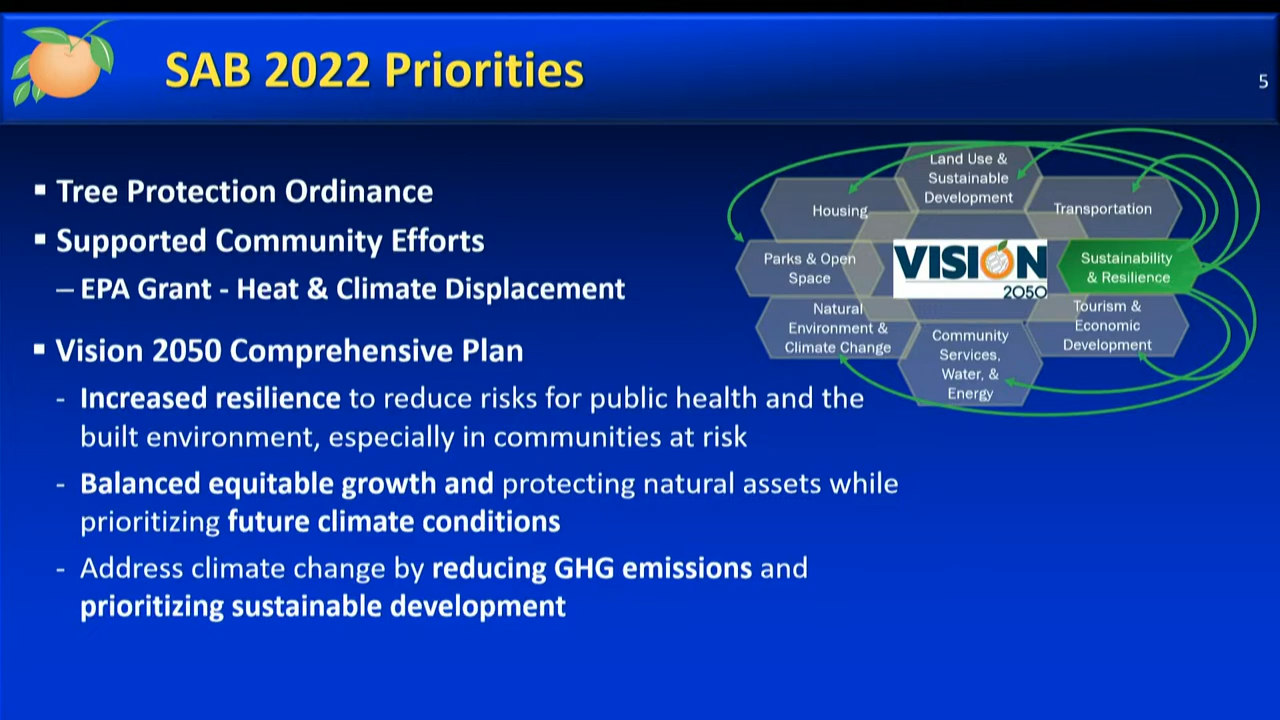 SAB 2022 Priorities
5
▪ Tree Protection Ordinance
▪ Supported Community Efforts
– EPA Grant - Heat & Climate Displacement
▪ Vision 2050 Comprehensive Plan
- Increased resilience to reduce risks for public health and the
built environment, especially in communities at risk
- Balanced equitable growth and protecting natural assets while
prioritizing future climate conditions
- Address climate change by reducing GHG emissions and
prioritizing sustainable development
Land Use &
Sustainable
Development
Housing
Transportation
Parks & Open
Space
VISION
2050
Sustainability
& Resilience
Natural
Environment &
Climate Change
Community
Services,
Water, &
Energy
Tourism &
Economic
Development